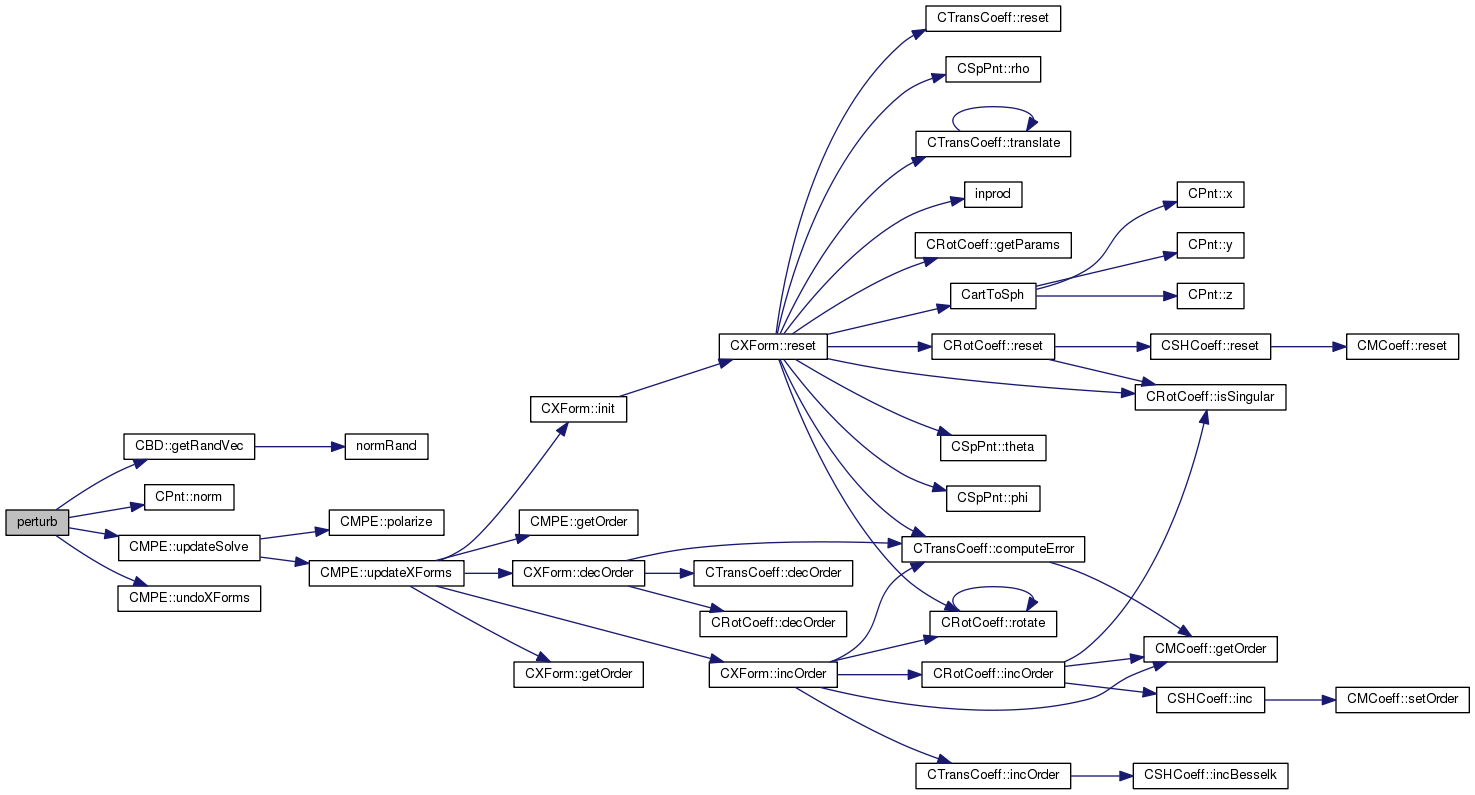 CTransCoeff::reset
CSpPnt::rho
CTransCoeff::translate
inprod
CPnt::x
CRotCoeff::getParams
CPnt::y
CartToSph
CPnt::z
CXForm::reset
CRotCoeff::reset
CSHCoeff::reset
CMCoeff::reset
CRotCoeff::isSingular
CXForm::init
CBD::getRandVec
normRand
CSpPnt::theta
CPnt::norm
CSpPnt::phi
perturb
CMPE::polarize
CMPE::getOrder
CMPE::updateSolve
CTransCoeff::computeError
CMPE::updateXForms
CXForm::decOrder
CTransCoeff::decOrder
CMPE::undoXForms
CRotCoeff::decOrder
CRotCoeff::rotate
CMCoeff::getOrder
CXForm::getOrder
CXForm::incOrder
CRotCoeff::incOrder
CSHCoeff::inc
CMCoeff::setOrder
CTransCoeff::incOrder
CSHCoeff::incBesselk